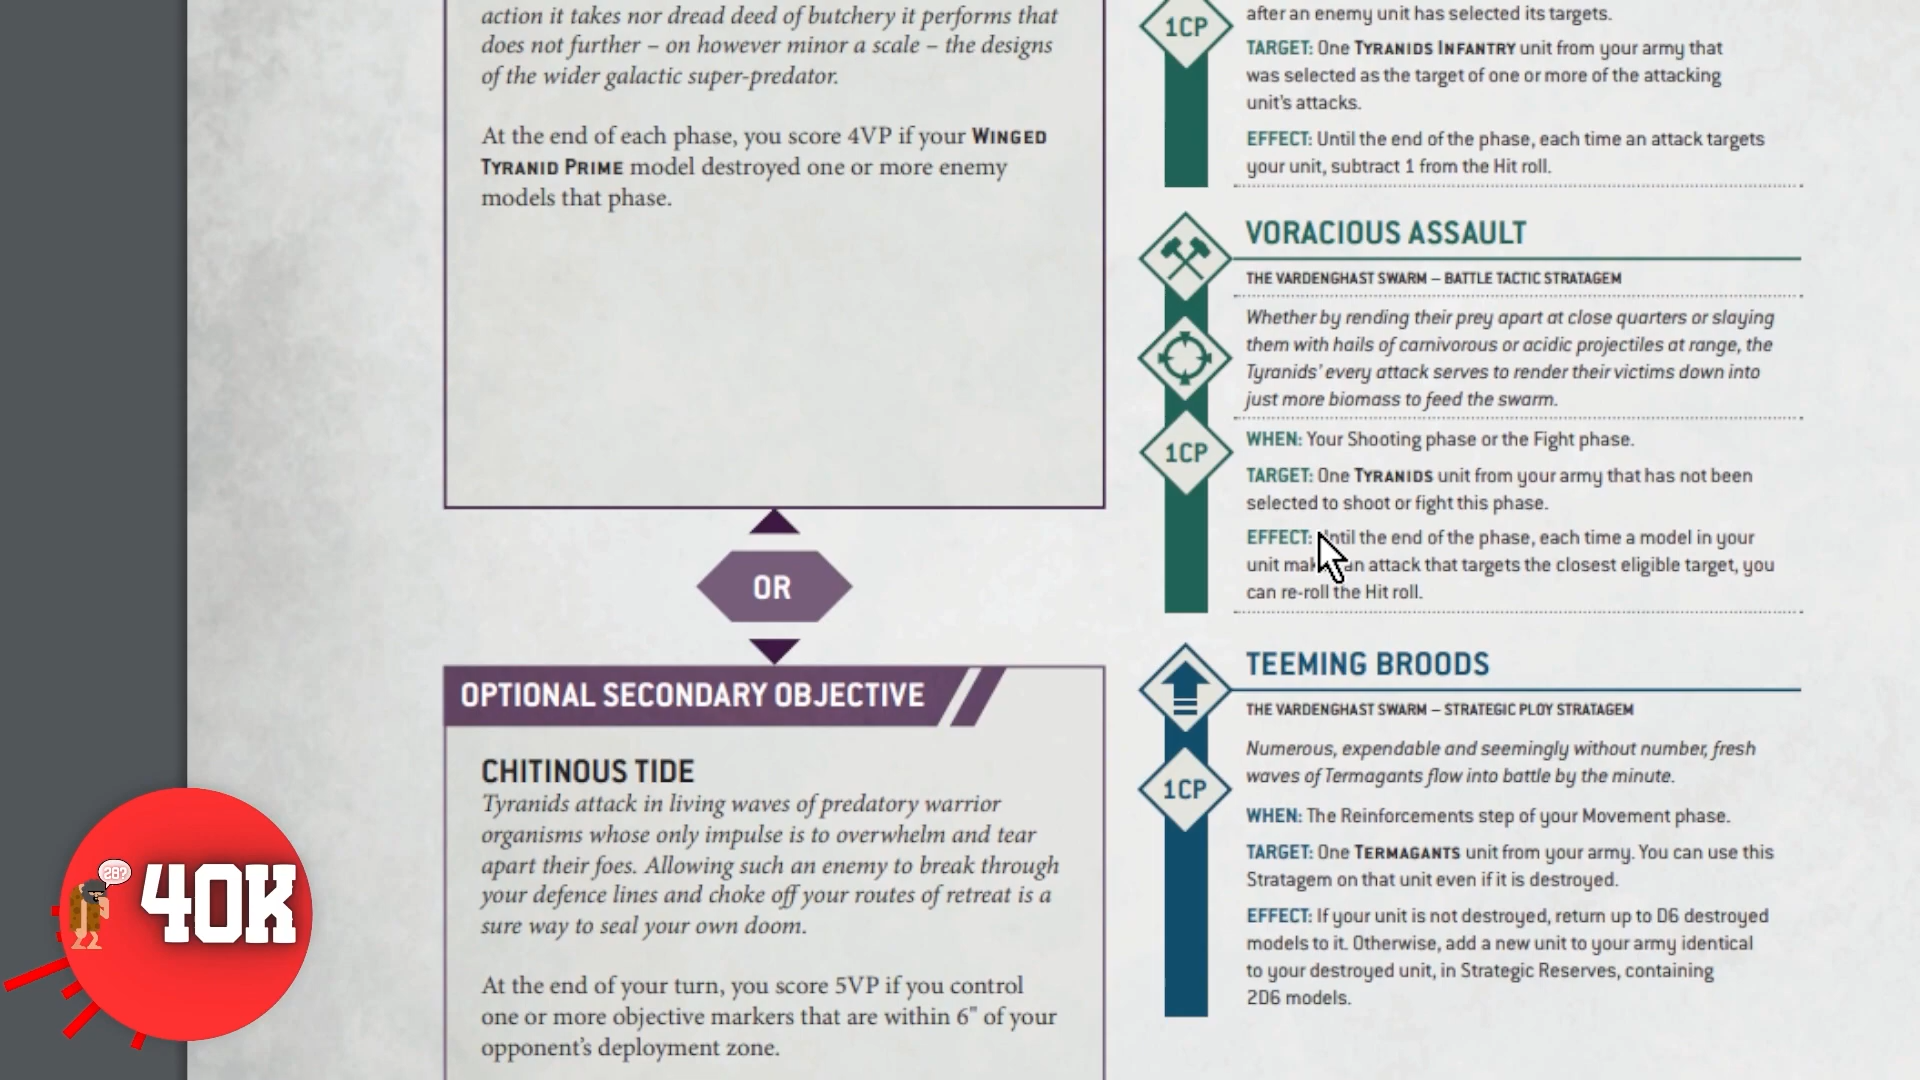 action it takes nor dread deed of butchery it performs that
does not further – on however minor a scale – the designs
of the wider galactic super-predator.
At the end of each phase, you score 4VP if your WINGED
TYRANID PRIME model destroyed one or more enemy
models that phase.
OR
OPTIONAL SECONDARY OBJECTIVE
CHITINOUS TIDE
Tyranids attack in living waves of predatory warrior
organisms whose only impulse is to overwhelm and tear
apart their foes. Allowing such an enemy to break through
your defence lines and choke off your routes of retreat is a
sure way to seal your own doom.
At the end of your turn, you score 5VP if you control
one or more objective markers that are within 6" of your
opponent's deployment zone.
1CP
after an enemy unit has selected its targets.
TARGET: One TYRANIDS INFANTRY unit from your army that
was selected as the target of one or more of the attacking
unit's attacks.
EFFECT: Until the end of the phase, each time an attack targets
your unit, subtract 1 from the Hit roll.
VORACIOUS ASSAULT
THE VARDENGHAST SWARM – BATTLE TACTIC STRATAGEM
Whether by rending their prey apart at close quarters or slaying
them with hails of carnivorous or acidic projectiles at range, the
Tyranids' every attack serves to render their victims down into
just more biomass to feed the swarm.
1CP
WHEN: Your Shooting phase or the Fight phase.
TARGET: One TYRANIDS unit from your army that has not been
selected to shoot or fight this phase.
EFFECT: Until the end of the phase, each time a model in your
unit makes an attack that targets the closest eligible target, you
can re-roll the Hit roll.
TEEMING BROODS
THE VARDENGHAST SWARM – STRATEGIC PLOY STRATAGEM
Numerous, expendable and seemingly without number, fresh
waves of Termagants flow into battle by the minute.
1CP
WHEN: The Reinforcements step of your Movement phase.
TARGET: One TERMAGANTS unit from your army. You can use this
Stratagem on that unit even if it is destroyed.
EFFECT: If your unit is not destroyed, return up to D6 destroyed
models to it. Otherwise, add a new unit to your army identical
to your destroyed unit, in Strategic Reserves, containing
2D6 models.
28?
40K